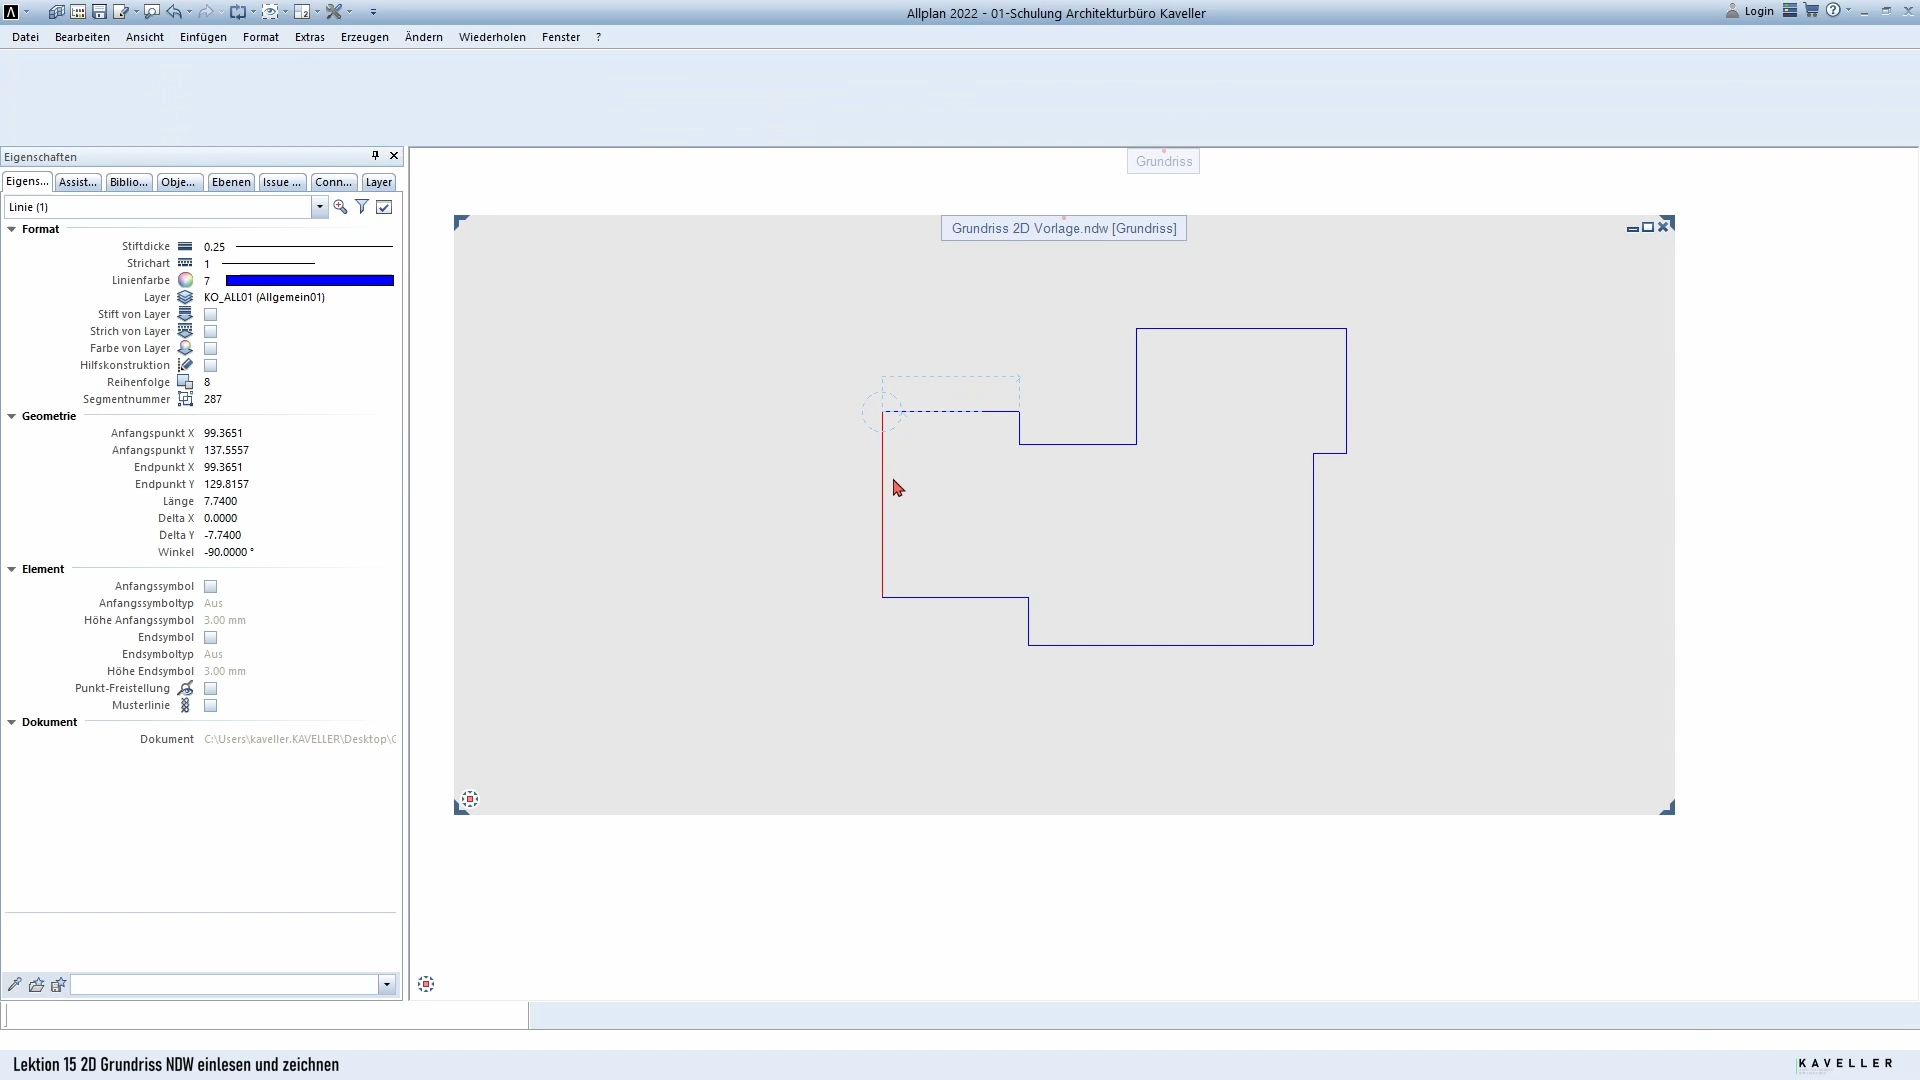 Allplan 2022 - 01-Schulung Architekturbüro Kaveller
Login
Datei Bearbeiten Ansicht Einfügen Format Extras Erzeugen Ändern Wiederholen Fenster ?
Eigenschaften
Eigens... Assist... Biblio... Obje... Ebenen Issue ... Conn... Layer
Linie (1)
Format
Stiftdicke 0.25
Strichart 1
Linienfarbe 7
Layer KO_ALL01 (Allgemein01)
Stift von Layer
Strich von Layer
Farbe von Layer
Hilfskonstruktion
Reihenfolge 8
Segmentnummer 287
Geometrie
Anfangspunkt X 99.3651
Anfangspunkt Y 137.5557
Endpunkt X 99.3651
Endpunkt Y 129.8157
Länge 7.7400
Delta X 0.0000
Delta Y -7.7400
Winkel -90.0000 °
Element
Anfangssymbol
Anfangssymboltyp Aus
Höhe Anfangssymbol 3.00 mm
Endsymbol
Endsymboltyp Aus
Höhe Endsymbol 3.00 mm
Punkt-Freistellung
Musterlinie
Dokument
Dokument C:\Users\kaveller.KAVELLER\Desktop\G
Grundriss
Grundriss 2D Vorlage.ndw [Grundriss]
Lektion 15 2D Grundriss NDW einlesen und zeichnen
KAVELLER